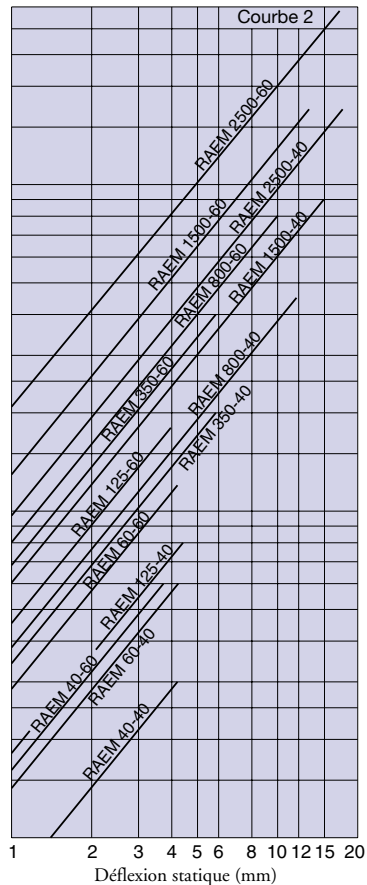 Courbe 2
RAEM 2500-60
RAEM 2500-40
RAEM 1500-60
RAEM 800-60
RAEM 1500-40
RAEM 350-60
RAEM 800-40
RAEM 350-40
RAEM 125-60
RAEM 60-60
RAEM 125-40
RAEM 40-60
RAEM 60-40
RAEM 40-40
1 2 3 4 5 6 8 10 12 15 20
Déflexion statique (mm)